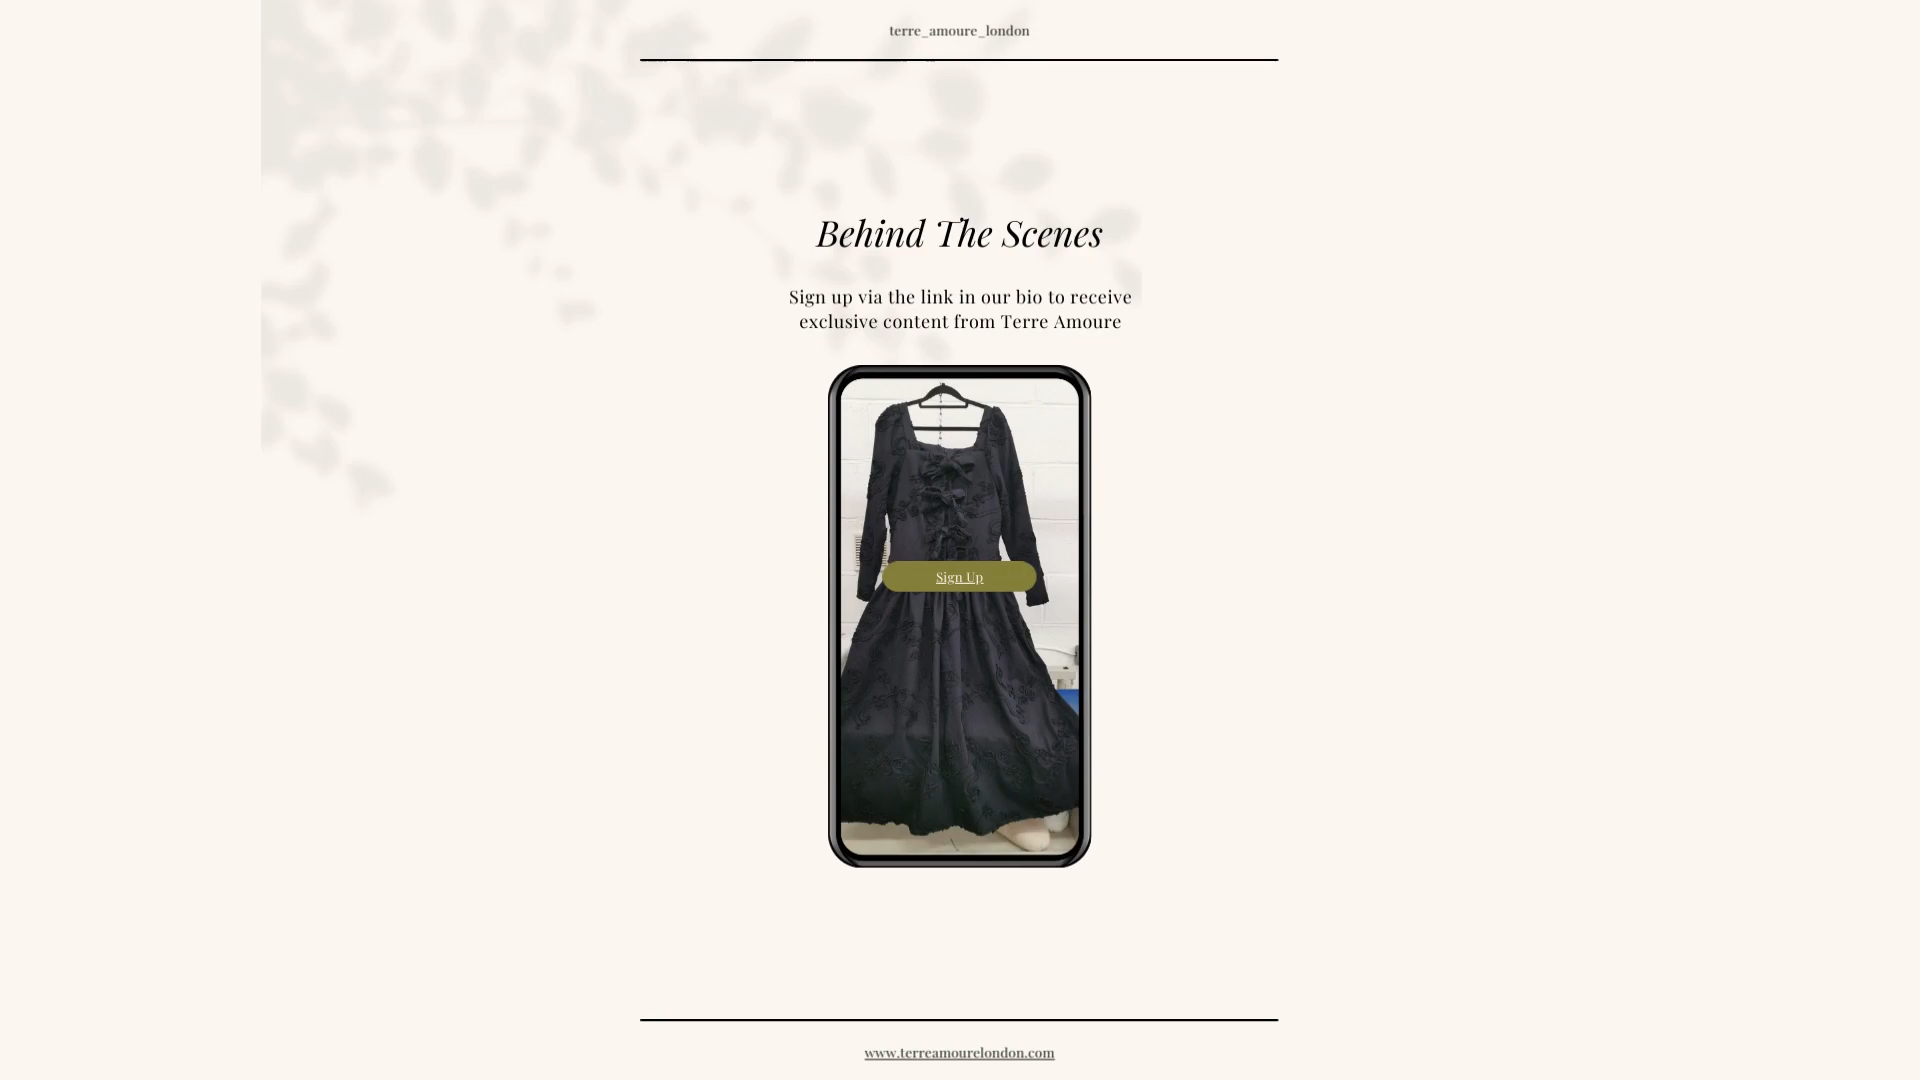 terre_amoure_london
Behind The Scenes
Sign up via the link in our bio to receive
exclusive content from Terre Amoure
Sign Up
www.terreamourelondon.com